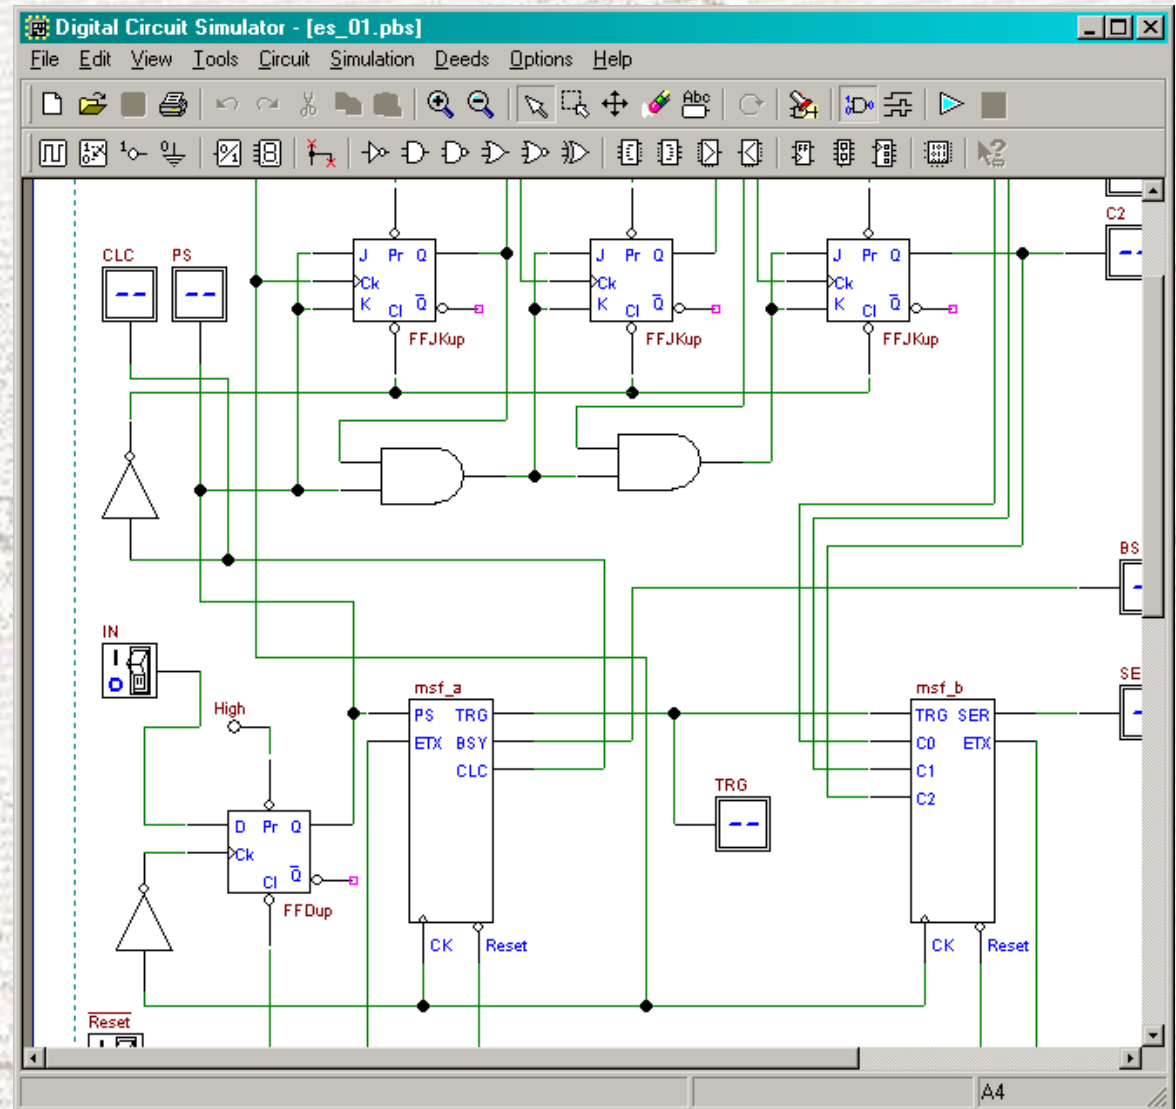 Digital Circuit Simulator - [es_01.pbs]
File Edit View Tools Circuit Simulation Deeds Options Help
Abc
C2
CLC PS
J Pr Q J Pr Q J Pr Q
Ck Ck Ck
K Cl Q̅ K Cl Q̅ K Cl Q̅
FFJKup FFJKup FFJKup
BS
IN
SE
High
msf_a msf_b
PS TRG TRG SER
ETX BSY C0 ETX
CLC C1
C2
TRG
D Pr Q
Ck
Cl Q̅
FFDup
CK Reset CK Reset
R̅e̅s̅e̅t̅
A4